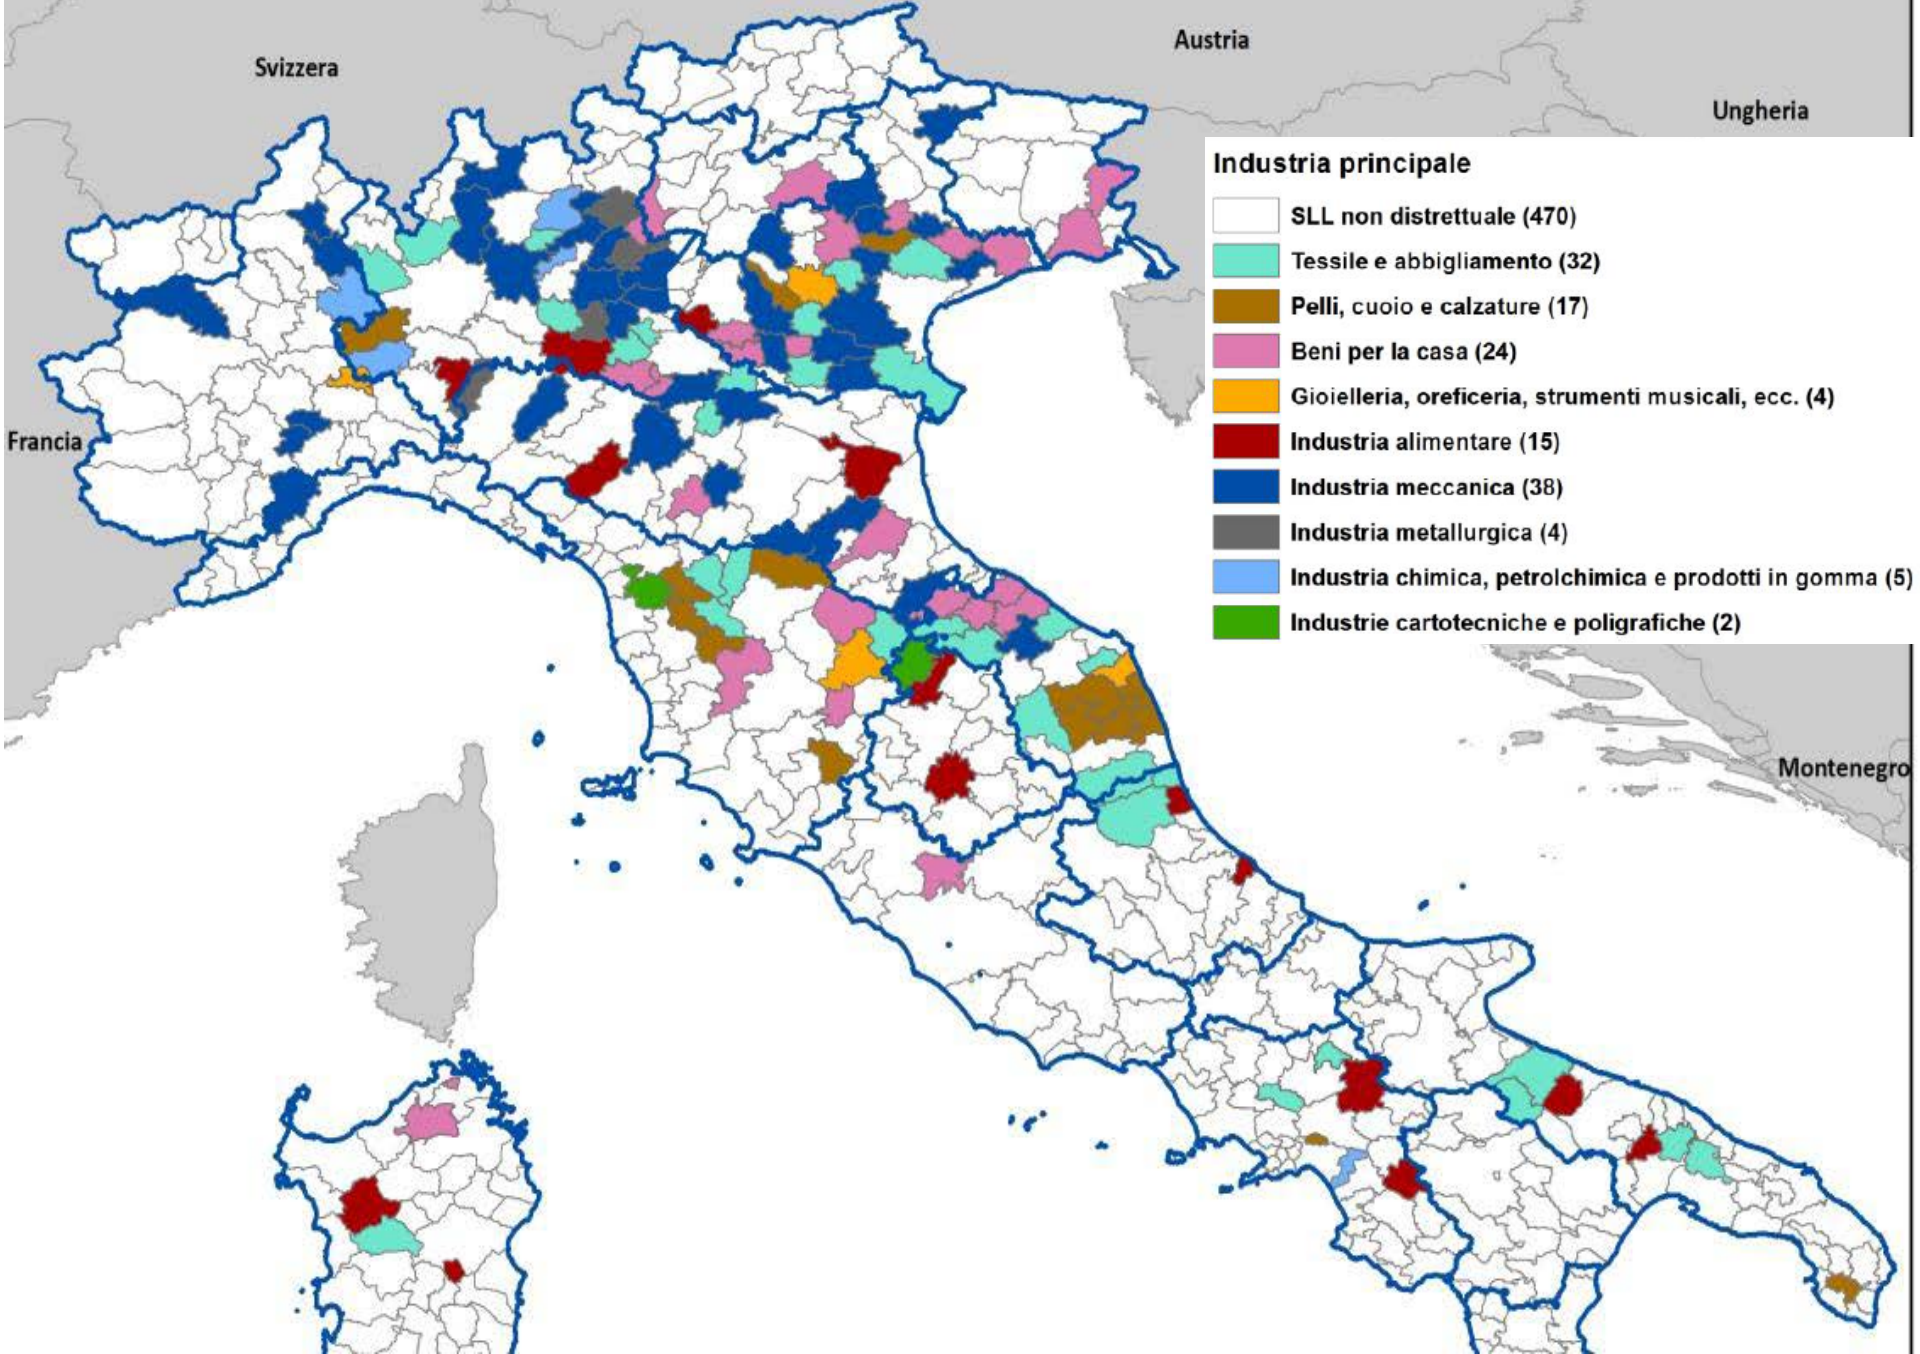 Austria
Svizzera
Ungheria
Industria principale
SLL non distrettuale (470)
Tessile e abbigliamento (32)
Pelli, cuoio e calzature (17)
Beni per la casa (24)
Gioielleria, oreficeria, strumenti musicali, ecc. (4)
Industria alimentare (15)
Francia
Industria meccanica (38)
Industria metallurgica (4)
Industria chimica, petrolchimica e prodotti in gomma (5)
Industrie cartotecniche e poligrafiche (2)
Montenegro